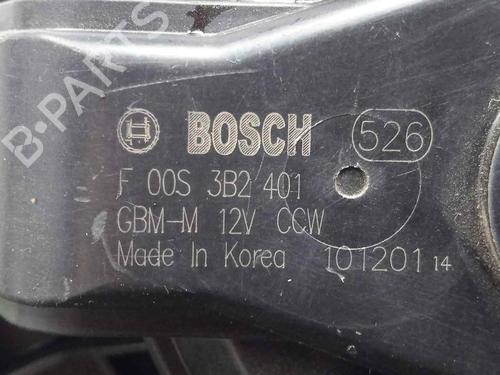 B-PARTS
BOSCH 526
F 00S 3B2 401
GBM-M 12V CCW
Made In Korea 101201 14